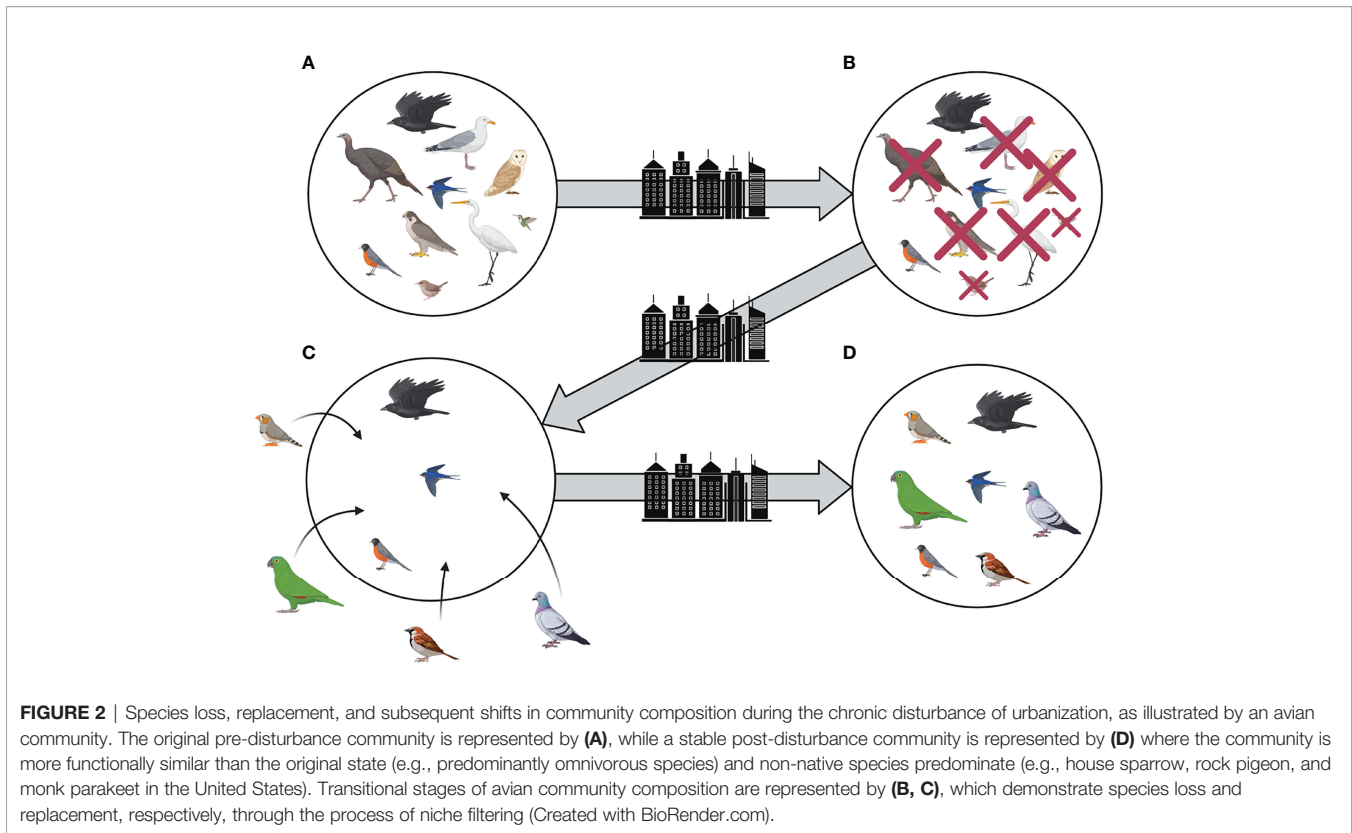 A
B
C
D
FIGURE 2 | Species loss, replacement, and subsequent shifts in community composition during the chronic disturbance of urbanization, as illustrated by an avian
community. The original pre-disturbance community is represented by (A), while a stable post-disturbance community is represented by (D) where the community is
more functionally similar than the original state (e.g., predominantly omnivorous species) and non-native species predominate (e.g., house sparrow, rock pigeon, and
monk parakeet in the United States). Transitional stages of avian community composition are represented by (B, C), which demonstrate species loss and
replacement, respectively, through the process of niche filtering (Created with BioRender.com).